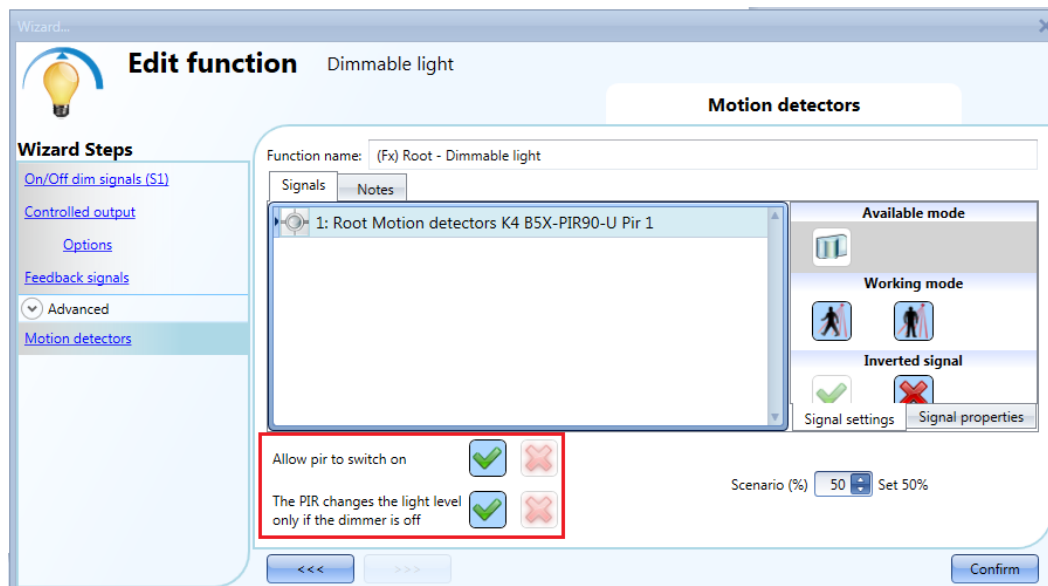 Wizard...
Edit function Dimmable light
Motion detectors
Wizard Steps
On/Off dim signals (S1)
Controlled output
Options
Feedback signals
Advanced
Motion detectors
Function name: (Fx) Root - Dimmable light
Signals Notes
1: Root Motion detectors K4 B5X-PIR90-U Pir 1
Available mode
Working mode
Inverted signal
Signal settings Signal properties
Allow pir to switch on
The PIR changes the light level
only if the dimmer is off
Scenario (%) 50 Set 50%
<<< >>> Confirm